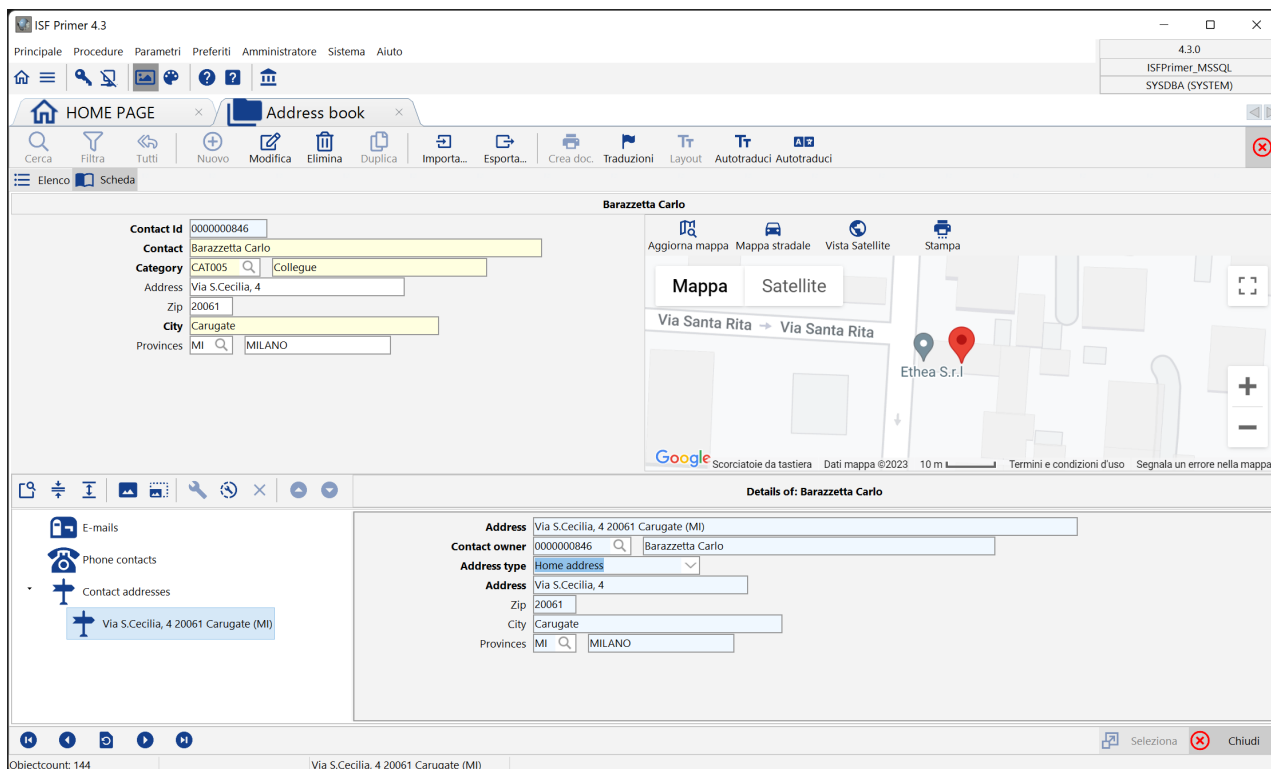 ISF Primer 4.3
Principale Procedure Parametri Preferiti Amministratore Sistema Aiuto
4.3.0
ISFPrimer_MSSQL
SYSDBA (SYSTEM)
HOME PAGE Address book
Cerca Filtra Tutti Nuovo Modifica Elimina Duplica Importa... Esporta... Crea doc. Traduzioni Layout Autotraduci Autotraduci
Elenco Scheda
Barazzetta Carlo
Contact Id 0000000846
Contact Barazzetta Carlo
Category CAT005 Collegue
Address Via S.Cecilia, 4
Zip 20061
City Carugate
Provinces MI MILANO
Aggiorna mappa Mappa stradale Vista Satellite Stampa
Mappa Satellite
Via Santa Rita → Via Santa Rita
Ethea S.r.l
Google Scorciatoie da tastiera Dati mappa ©2023 10 m Termini e condizioni d'uso Segnala un errore nella mappa
Details of: Barazzetta Carlo
E-mails
Phone contacts
Contact addresses
Via S.Cecilia, 4 20061 Carugate (MI)
Address Via S.Cecilia, 4 20061 Carugate (MI)
Contact owner 0000000846 Barazzetta Carlo
Address type Home address
Address Via S.Cecilia, 4
Zip 20061
City Carugate
Provinces MI MILANO
Seleziona Chiudi
Objectcount: 144 Via S.Cecilia, 4 20061 Carugate (MI)